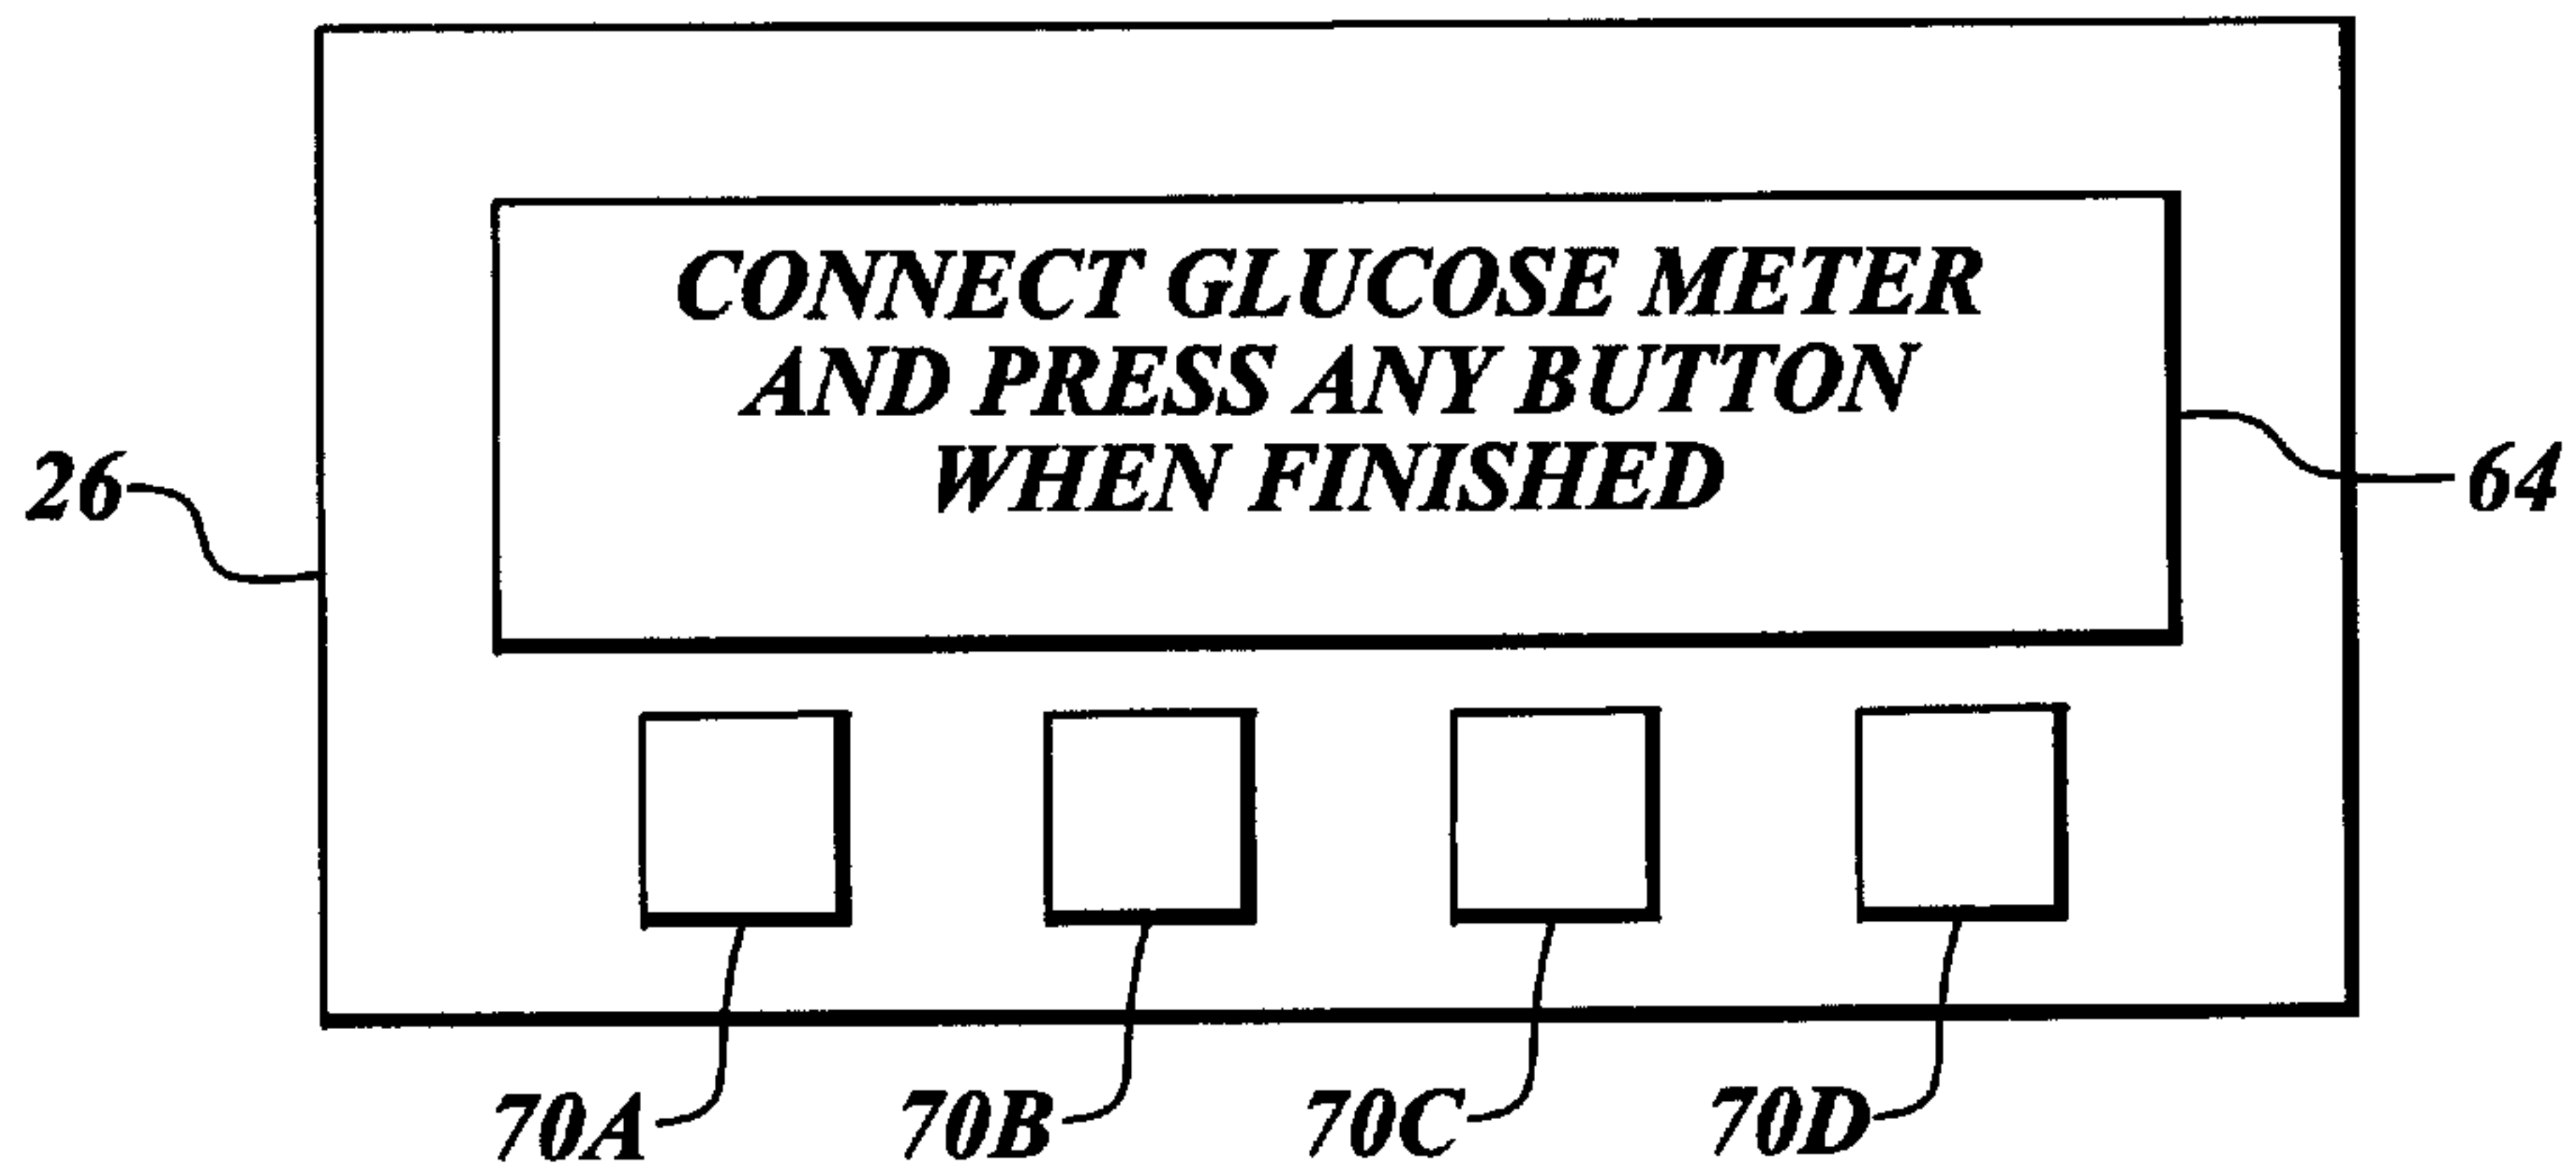 CONNECT GLUCOSE METER
AND PRESS ANY BUTTON
WHEN FINISHED
26
64
70A
70B
70C
70D